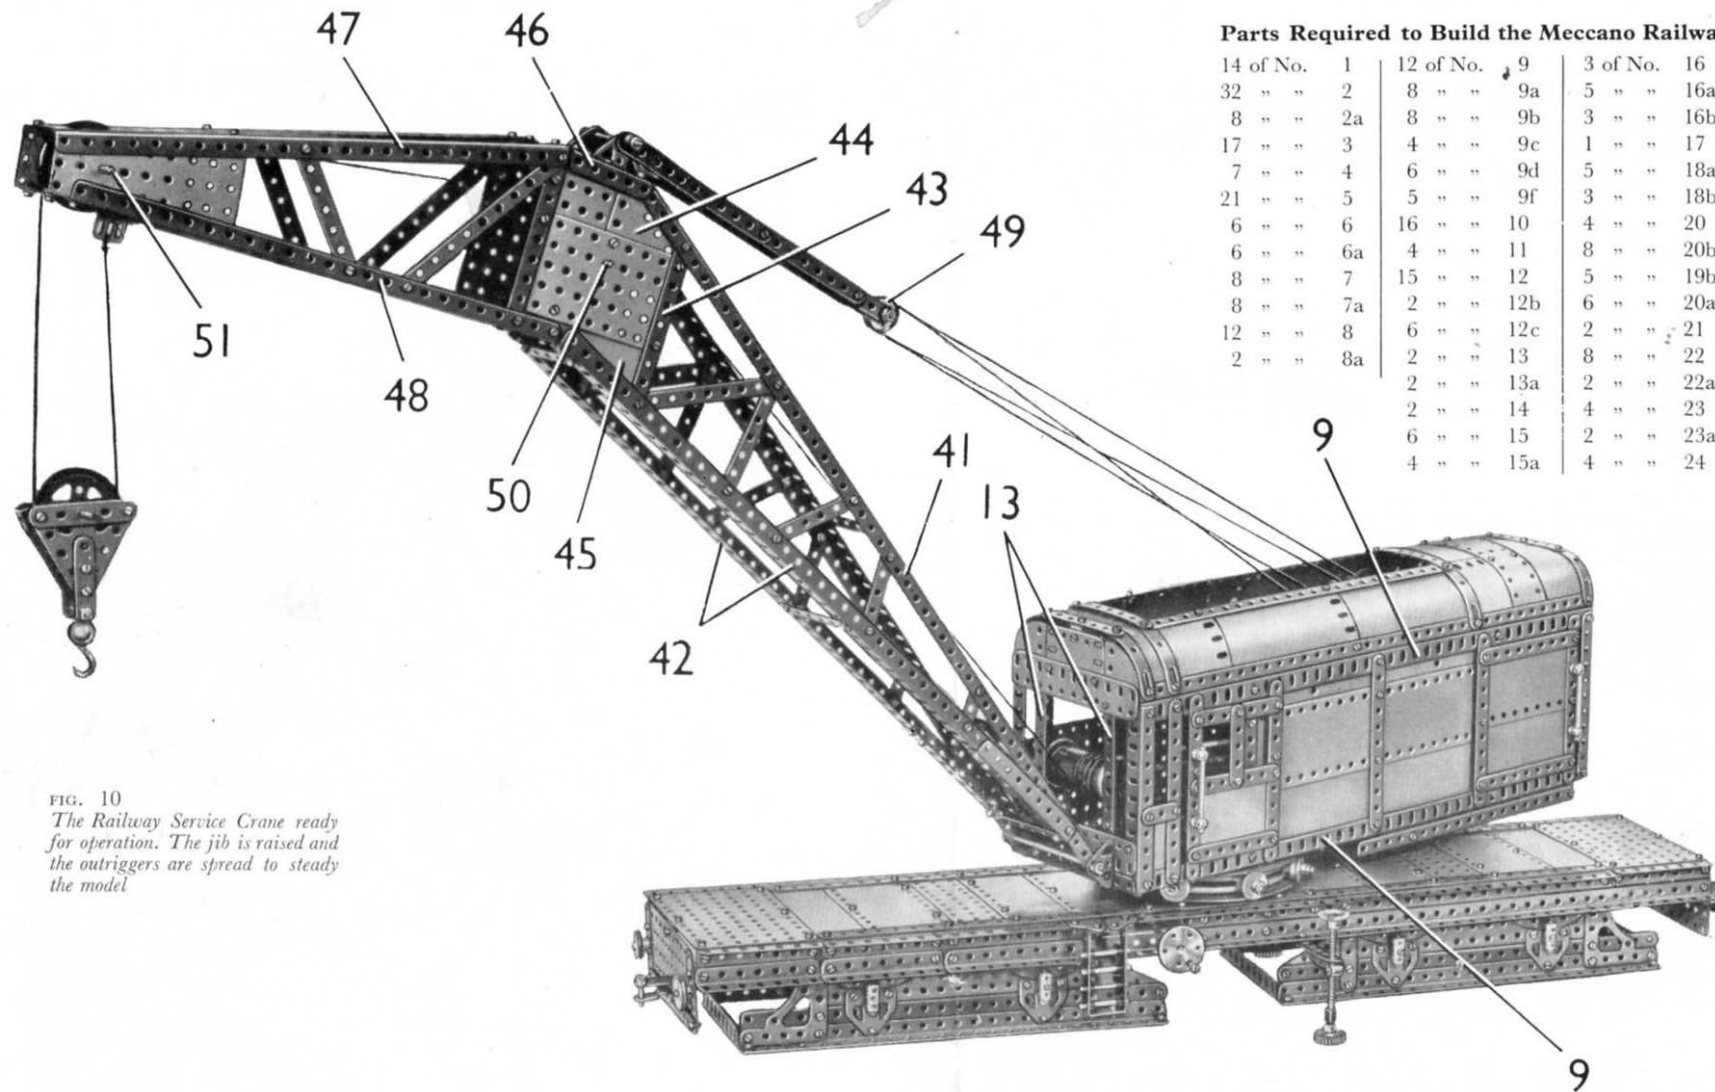 Parts Required to Build the Meccano Railwa
14 of No. 1 12 of No. 9 3 of No. 16
32 " " 2 8 " " 9a 5 " " 16a
8 " " 2a 8 " " 9b 3 " " 16b
17 " " 3 4 " " 9c 1 " " 17
7 " " 4 6 " " 9d 5 " " 18a
21 " " 5 5 " " 9f 3 " " 18b
6 " " 6 16 " " 10 4 " " 20
6 " " 6a 4 " " 11 8 " " 20b
8 " " 7 15 " " 12 5 " " 19b
8 " " 7a 2 " " 12b 6 " " 20a
12 " " 8 6 " " 12c 2 " " 21
2 " " 8a 2 " " 13 8 " " 22
2 " " 13a 2 " " 22a
2 " " 14 4 " " 23
6 " " 15 2 " " 23a
4 " " 15a 4 " " 24
47
46
44
43
49
51
48
50
45
41
13
9
42
9
FIG. 10
The Railway Service Crane ready
for operation. The jib is raised and
the outriggers are spread to steady
the model